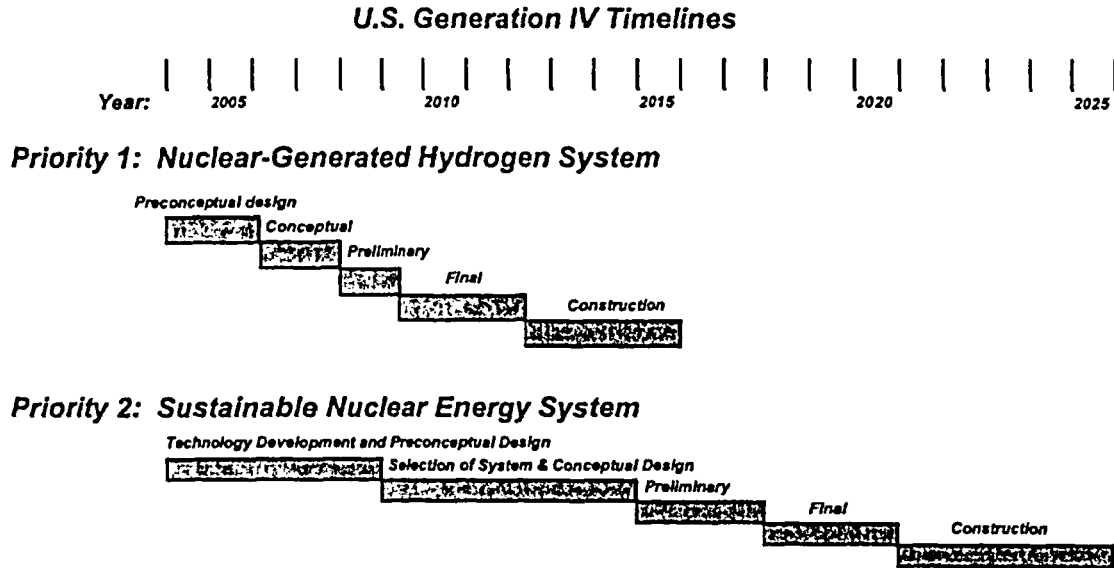 U.S. Generation IV Timelines
Year: 2005 2010 2015 2020 2025
Priority 1: Nuclear-Generated Hydrogen System
Preconceptual design
Conceptual
Preliminary
Final
Construction
Priority 2: Sustainable Nuclear Energy System
Technology Development and Preconceptual Design
Selection of System & Conceptual Design
Preliminary
Final
Construction